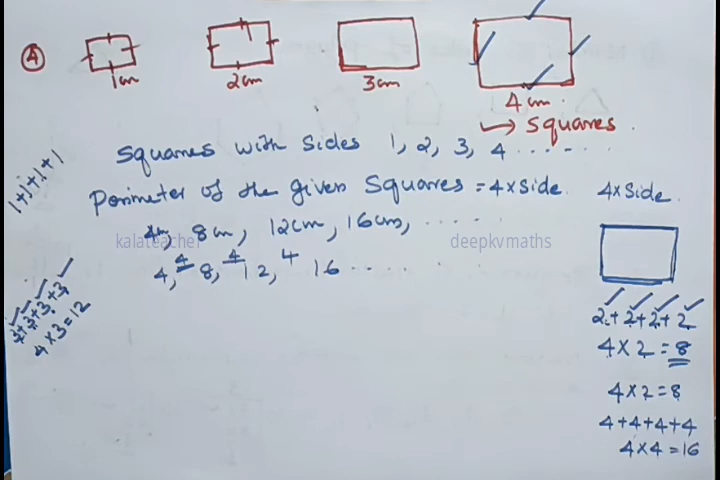 4
1cm
2cm
3cm
4cm.
→ Squares.
1+1+1+1
Squares with sides 1, 2, 3, 4 .......
Perimeter of the given Squares = 4×side.
4×side.
4cm, 8cm, 12cm, 16cm, ......
kalateacher
deepkvmaths
4, 8, 12, 16 .....
4 4 4
3+3+3+3
4×3=12
2+2+2+2
4×2=8
4×2=8
4+4+4+4
4×4=16